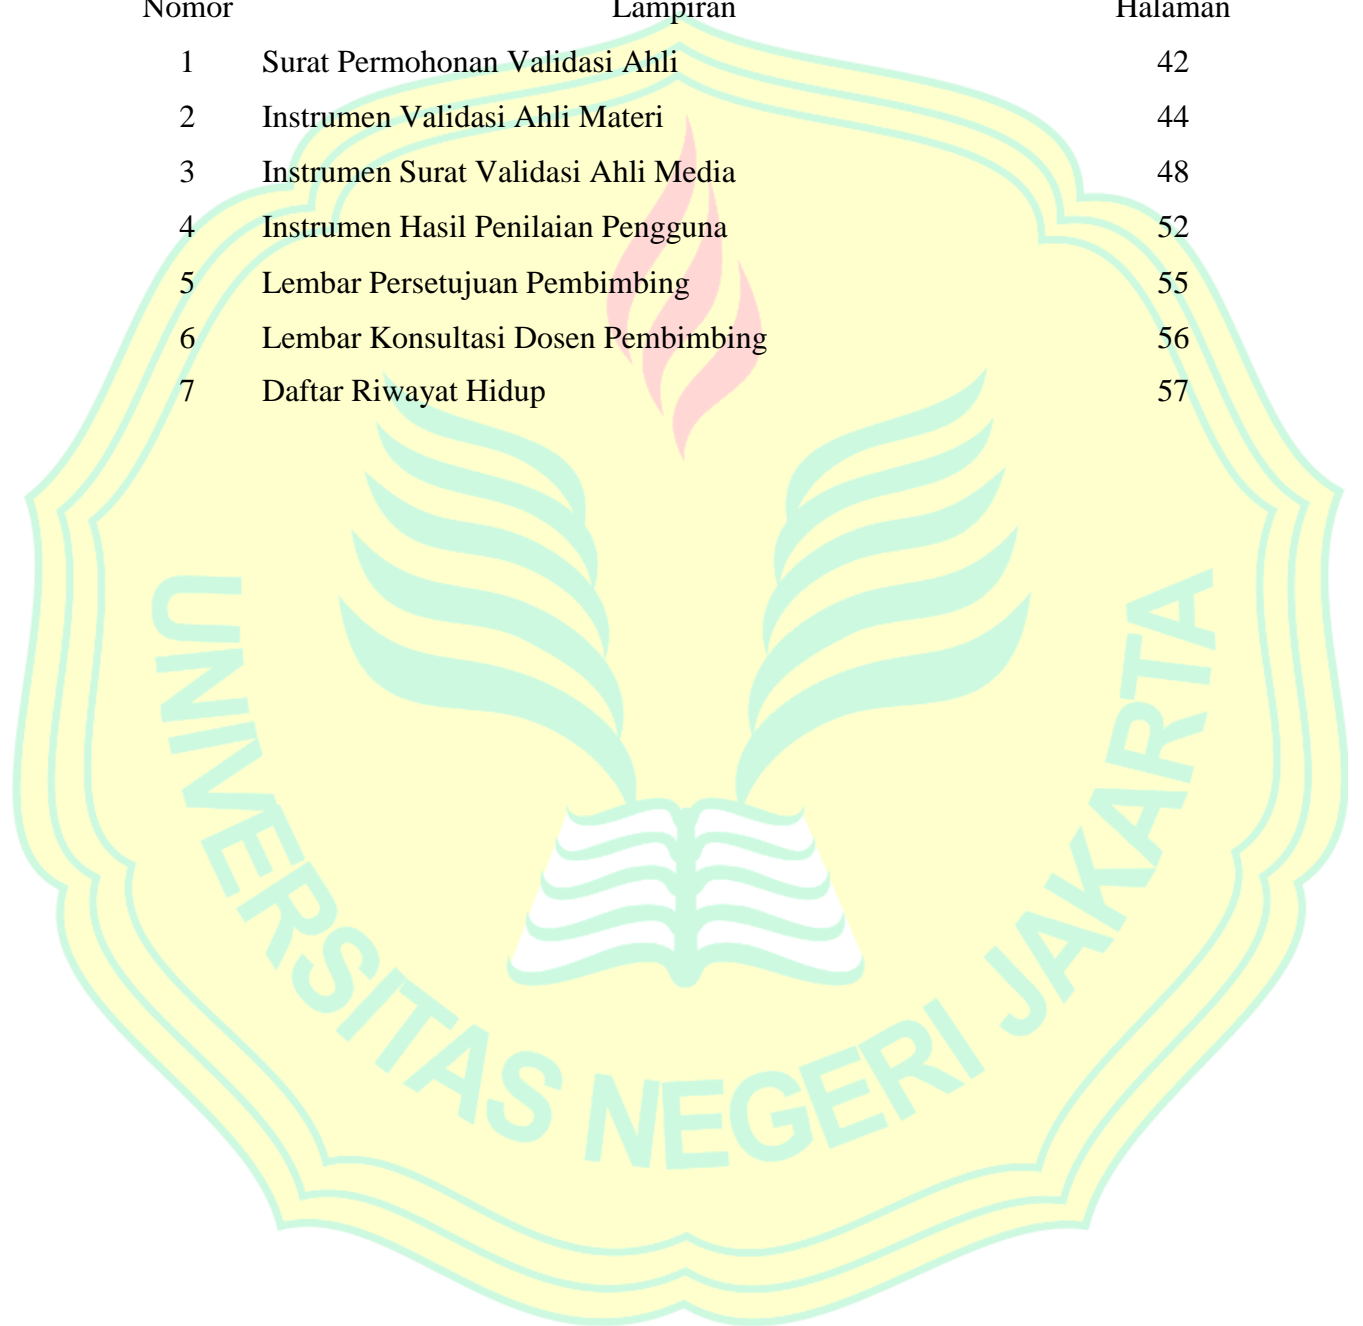 Nomor Lampiran Halaman
1 Surat Permohonan Validasi Ahli 42
2 Instrumen Validasi Ahli Materi 44
3 Instrumen Surat Validasi Ahli Media 48
4 Instrumen Hasil Penilaian Pengguna 52
5 Lembar Persetujuan Pembimbing 55
6 Lembar Konsultasi Dosen Pembimbing 56
7 Daftar Riwayat Hidup 57
UNIVERSITAS NEGERI JAKARTA